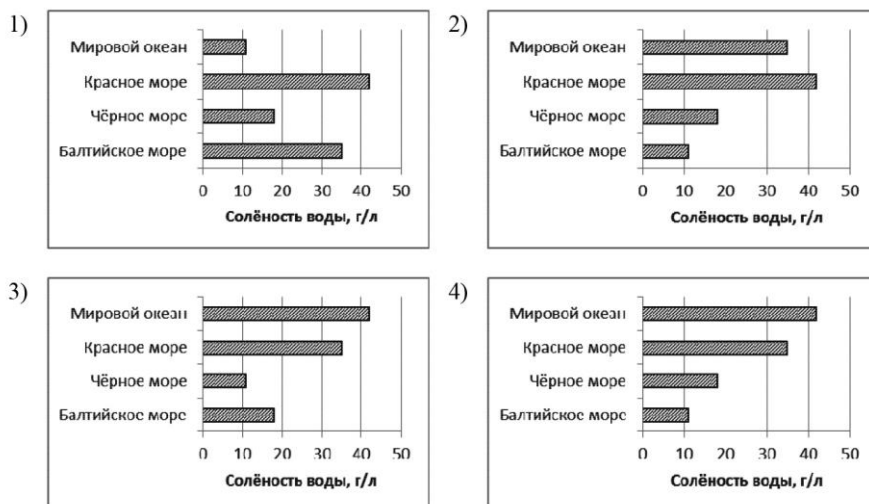 1)
Мировой океан
Красное море
Чёрное море
Балтийское море
0 10 20 30 40 50
Солёность воды, г/л
2)
Мировой океан
Красное море
Чёрное море
Балтийское море
0 10 20 30 40 50
Солёность воды, г/л
3)
Мировой океан
Красное море
Чёрное море
Балтийское море
0 10 20 30 40 50
Солёность воды, г/л
4)
Мировой океан
Красное море
Чёрное море
Балтийское море
0 10 20 30 40 50
Солёность воды, г/л